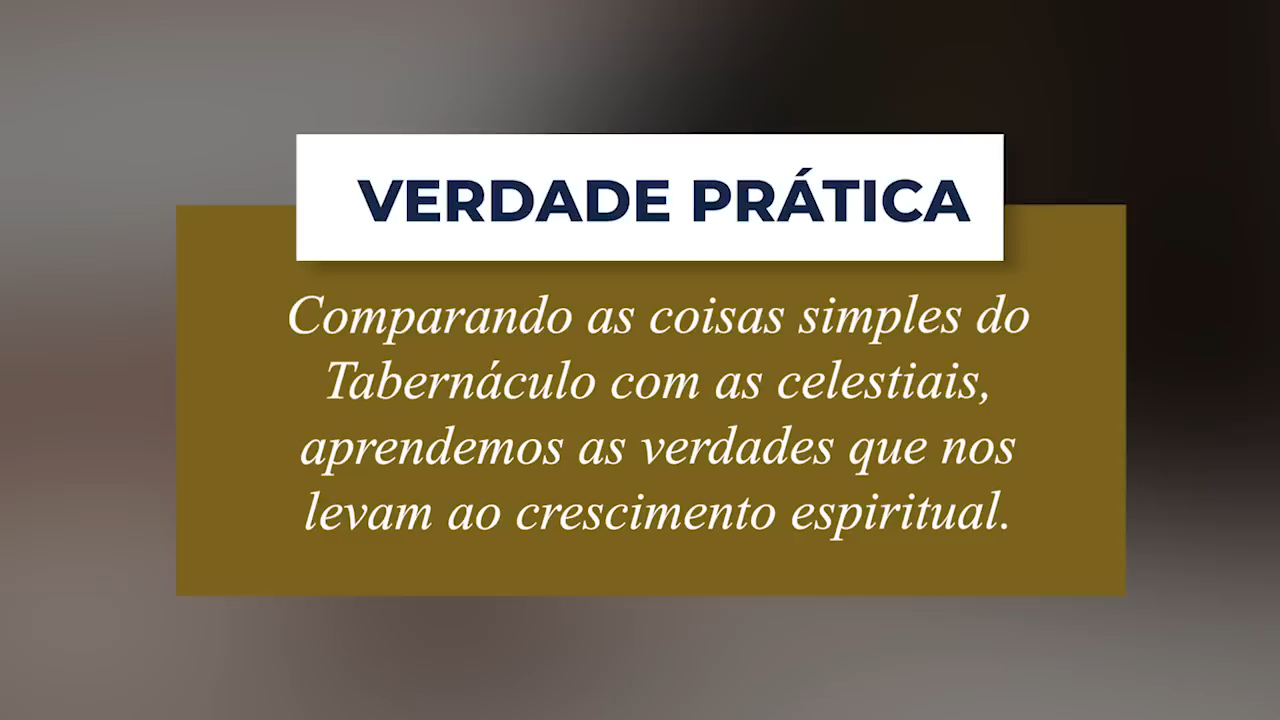 VERDADE PRÁTICA
Comparando as coisas simples do
Tabernáculo com as celestiais,
aprendemos as verdades que nos
levam ao crescimento espiritual.